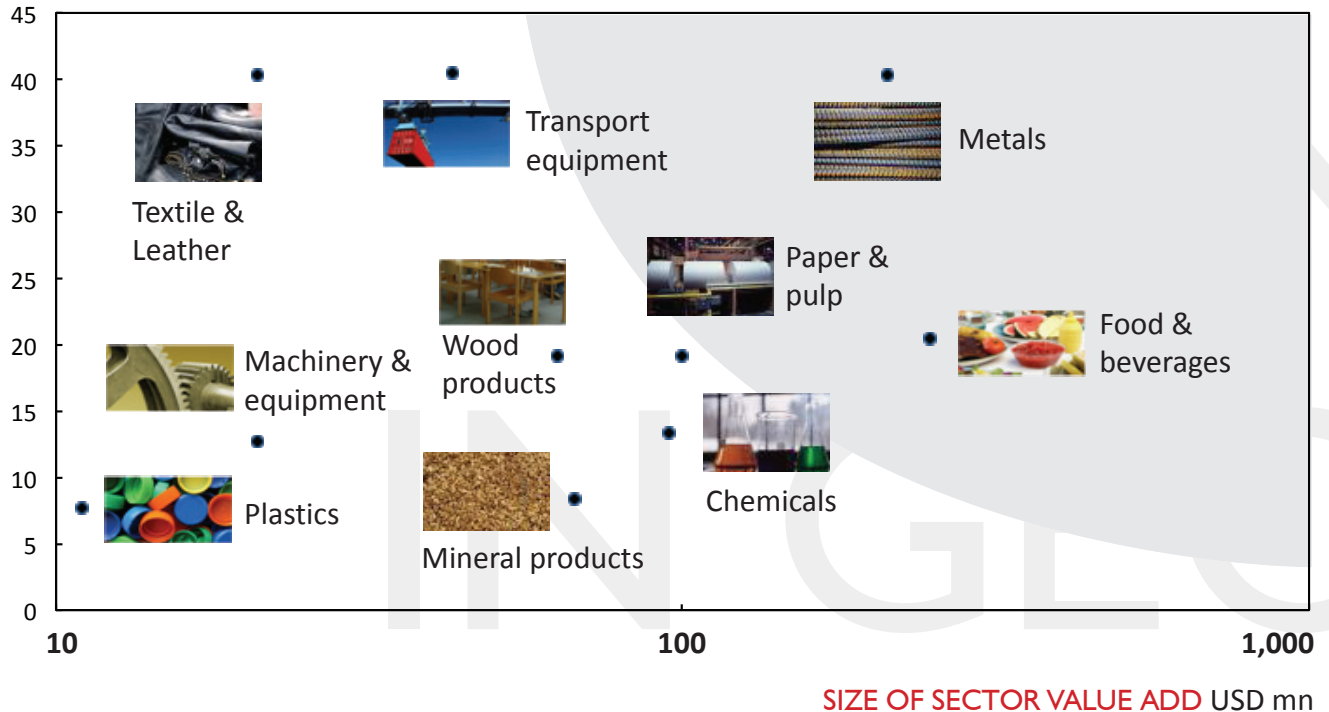 45
40
35
30
25
20
15
10
5
0
Textile &
Leather
Transport
equipment
Metals
Paper &
pulp
Wood
products
Food &
beverages
Machinery &
equipment
Chemicals
Plastics
Mineral products
10
100
1,000
SIZE OF SECTOR VALUE ADD USD mn